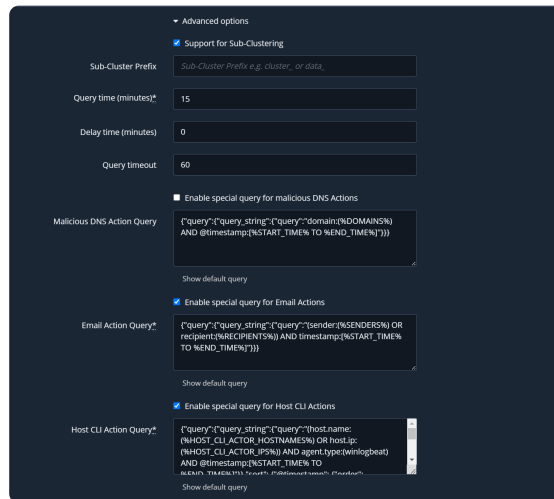 Advanced options
Support for Sub-Clustering
Sub-Cluster Prefix
Sub-Cluster Prefix e.g. cluster_ or data_
Query time (minutes)*
15
Delay time (minutes)
0
Query timeout
60
Enable special query for malicious DNS Actions
Malicious DNS Action Query
{"query":{"query_string":{"query":"domain:(%DOMAINS%)
AND @timestamp:[%START_TIME% TO %END_TIME%]"}}}
Show default query
Enable special query for Email Actions
Email Action Query*
{"query":{"query_string":{"query":"(sender:(%SENDERS%) OR
recipient:(%RECIPIENTS%)) AND timestamp:[%START_TIME%
TO %END_TIME%]"}}}
Show default query
Enable special query for Host CLI Actions
Host CLI Action Query*
{"query":{"query_string":{"query":"(host.name:
(%HOST_CLI_ACTOR_HOSTNAMES%) OR host.ip:
(%HOST_CLI_ACTOR_IPS%)) AND agent.type:(winlogbeat)
AND @timestamp:[%START_TIME% TO
%END_TIME%]"}},"sort": {"@timestamp": {"order":
Show default query